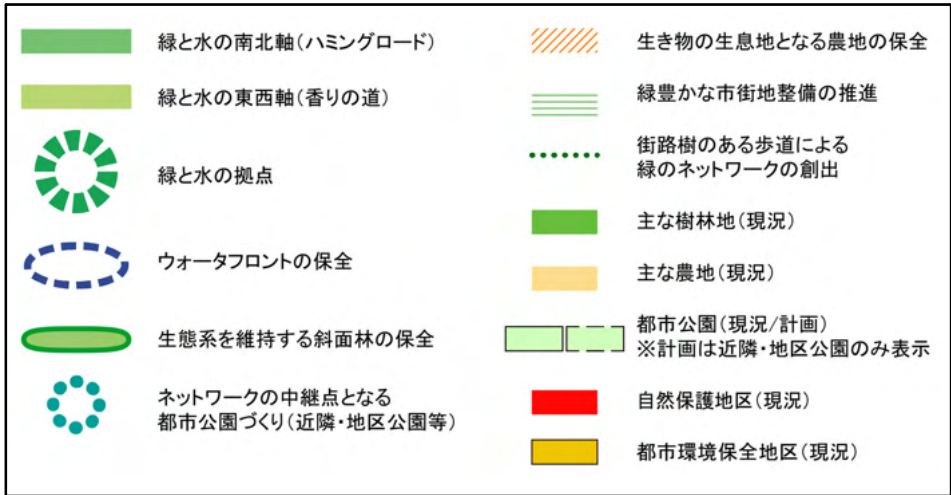 緑と水の南北軸(ハミングロード)
緑と水の東西軸(香りの道)
緑と水の拠点
ウォータフロントの保全
生態系を維持する斜面林の保全
ネットワークの中継点となる
都市公園づくり(近隣・地区公園等)
生き物の生息地となる農地の保全
緑豊かな市街地整備の推進
街路樹のある歩道による
緑のネットワークの創出
主な樹林地(現況)
主な農地(現況)
都市公園(現況/計画)
※計画は近隣・地区公園のみ表示
自然保護地区(現況)
都市環境保全地区(現況)